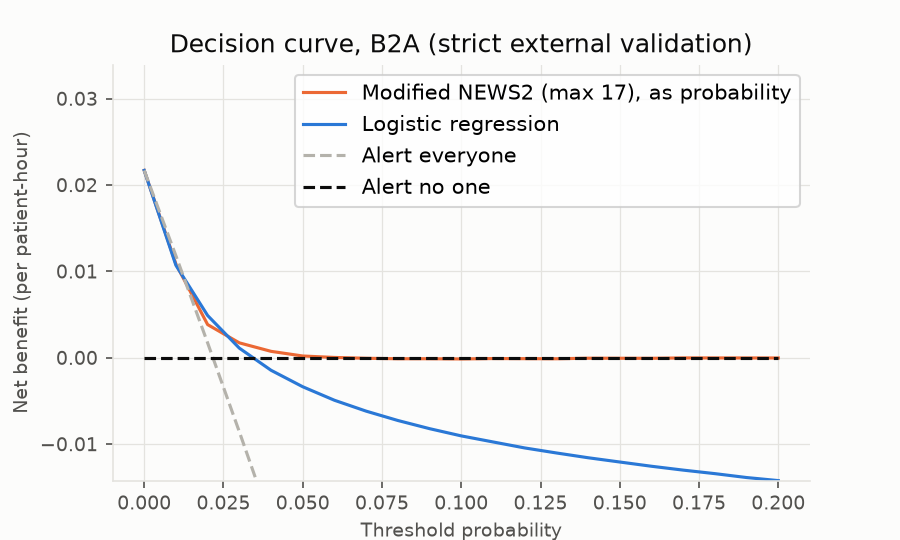 Decision curve, B2A (strict external validation)
Modified NEWS2 (max 17), as probability
Logistic regression
Alert everyone
Alert no one
Net benefit (per patient-hour)
0.03
0.02
0.01
0.00
−0.01
0.000 0.025 0.050 0.075 0.100 0.125 0.150 0.175 0.200
Threshold probability